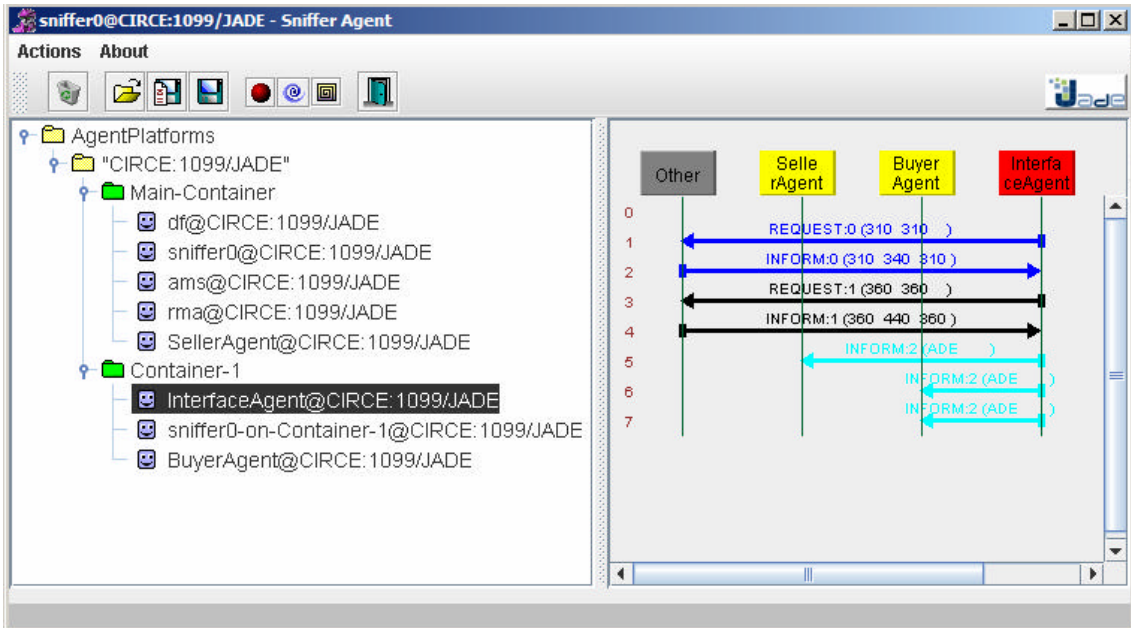 sniffer0@CIRCE:1099/JADE - Sniffer Agent
Actions About
Jade
AgentPlatforms
"CIRCE:1099/JADE"
Main-Container
df@CIRCE:1099/JADE
sniffer0@CIRCE:1099/JADE
ams@CIRCE:1099/JADE
rma@CIRCE:1099/JADE
SellerAgent@CIRCE:1099/JADE
Container-1
InterfaceAgent@CIRCE:1099/JADE
sniffer0-on-Container-1@CIRCE:1099/JADE
BuyerAgent@CIRCE:1099/JADE
Other
Selle
rAgent
Buyer
Agent
Interfa
ceAgent
0
REQUEST:0 (310 310 )
1
INFORM:0 (310 340 310 )
2
REQUEST:1 (360 360 )
3
INFORM:1 (360 440 360 )
4
INFORM:2 (ADE )
5
INFORM:2 (ADE )
6
INFORM:2 (ADE )
7